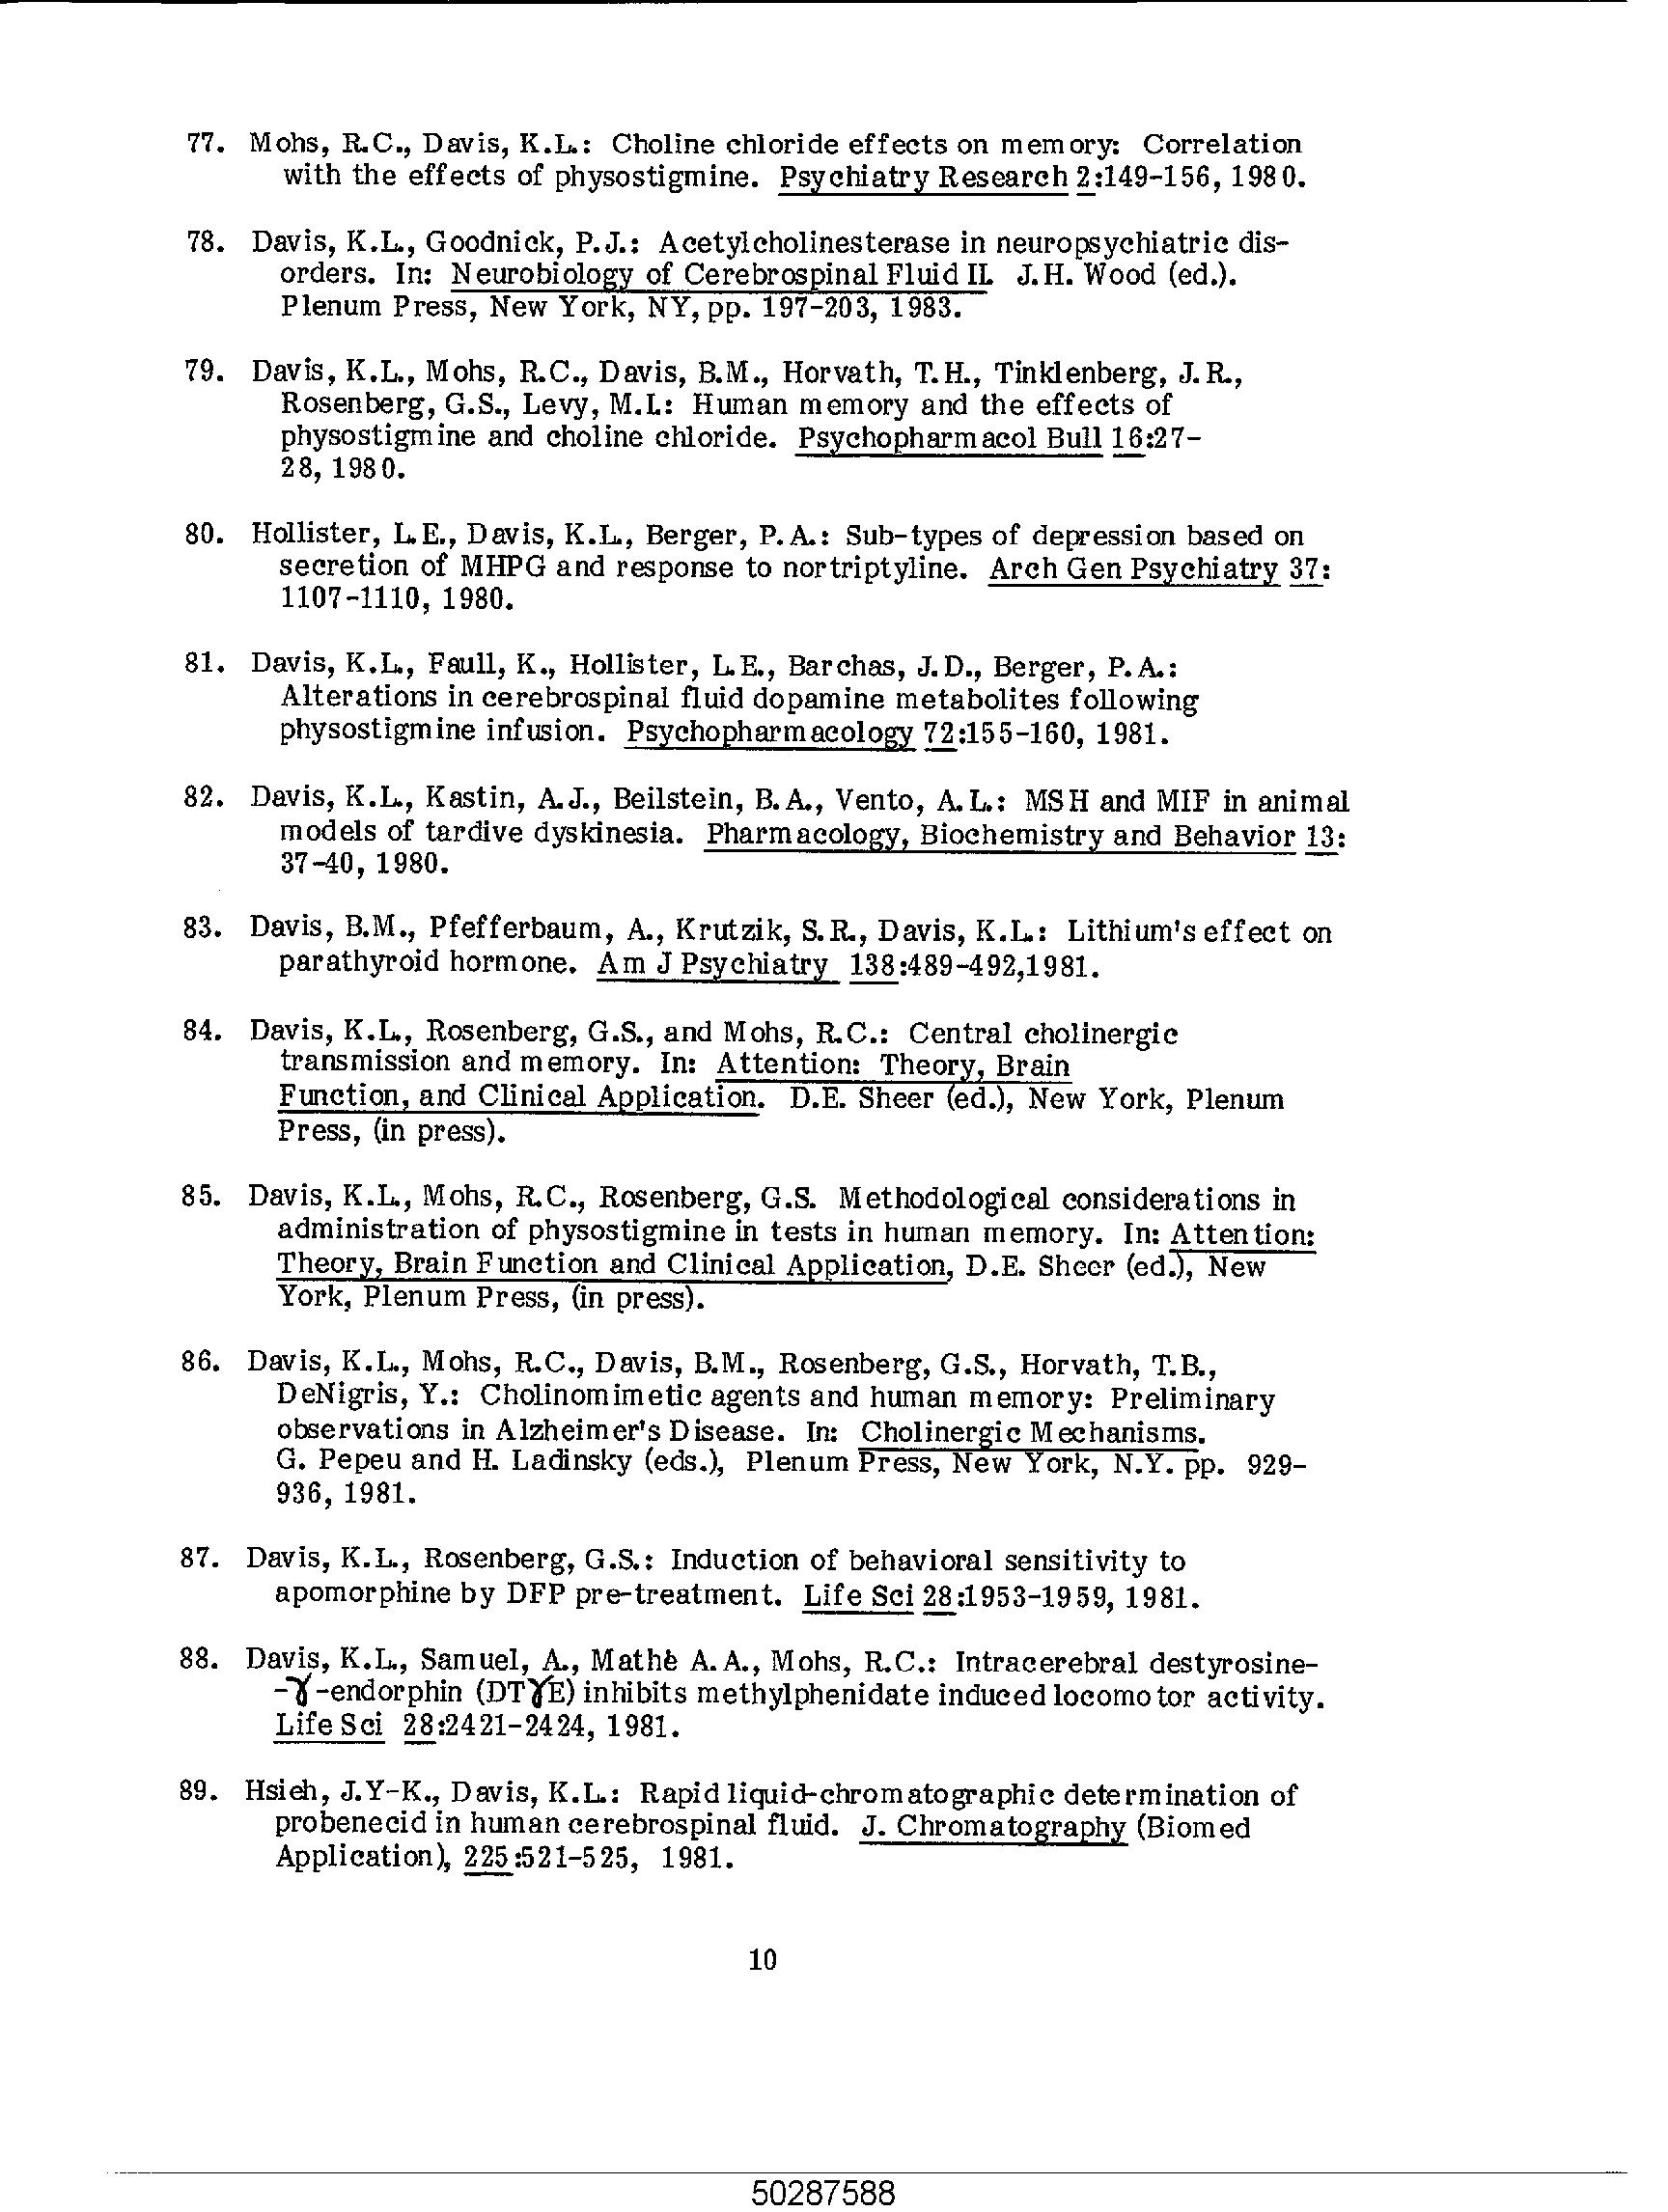 77. Mohs, R.C., Davis, K.L.: Choline chloride effects on memory: Correlation
with the effects of physostigmine. Psychiatry Research 2:149-156, 1980.
78. Davis, K.L., Goodnick, P.J.: Acetylcholinesterase in neuropsychiatric dis-
orders. In: Neurobiology of Cerebrospinal Fluid II. J.H. Wood (ed.).
Plenum Press, New York, NY, pp. 197-203, 1983.
79. Davis, K.L., Mohs, R.C., Davis, B.M., Horvath, T.H., Tinklenberg, J.R.,
Rosenberg, G.S., Levy, M.I.: Human memory and the effects of
physostigmine and choline chloride. Psychopharmacol Bull 16:27-
28, 1980.
80. Hollister, L.E., Davis, K.L., Berger, P.A.: Sub-types of depression based on
secretion of MHPG and response to nortriptyline. Arch Gen Psychiatry 37:
1107-1110, 1980.
81. Davis, K.L., Faull, K., Hollister, L.E., Barchas, J.D., Berger, P.A.:
Alterations in cerebrospinal fluid dopamine metabolites following
physostigmine infusion. Psychopharmacology 72:155-160, 1981.
82. Davis, K.L., Kastin, A.J., Beilstein, B.A., Vento, A.L.: MSH and MIF in animal
models of tardive dyskinesia. Pharmacology, Biochemistry and Behavior 13:
37-40, 1980.
83. Davis, B.M., Pfefferbaum, A., Krutzik, S.R., Davis, K.L.: Lithium's effect on
parathyroid hormone. Am J Psychiatry 138:489-492,1981.
84. Davis, K.L., Rosenberg, G.S., and Mohs, R.C.: Central cholinergic
transmission and memory. In: Attention: Theory, Brain
Function, and Clinical Application. D.E. Sheer (ed.), New York, Plenum
Press, (in press).
85. Davis, K.L., Mohs, R.C., Rosenberg, G.S. Methodological considerations in
administration of physostigmine in tests in human memory. In: Attention:
Theory, Brain Function and Clinical Application, D.E. Sheer (ed.), New
York, Plenum Press, (in press).
86. Davis, K.L., Mohs, R.C., Davis, B.M., Rosenberg, G.S., Horvath, T.B.,
DeNigris, Y.: Cholinomimetic agents and human memory: Preliminary
observations in Alzheimer's Disease. In: Cholinergic Mechanisms.
G. Pepeu and H. Ladinsky (eds.), Plenum Press, New York, N.Y. pp. 929-
936, 1981.
87. Davis, K.L., Rosenberg, G.S.: Induction of behavioral sensitivity to
apomorphine by DFP pre-treatment. Life Sci 28:1953-1959, 1981.
88. Davis, K.L., Samuel, A., Mathè A.A., Mohs, R.C.: Intracerebral destyrosine-
-γ-endorphin (DTγE) inhibits methylphenidate induced locomotor activity.
Life Sci 28:2421-2424, 1981.
89. Hsieh, J.Y-K., Davis, K.L.: Rapid liquid-chromatographic determination of
probenecid in human cerebrospinal fluid. J. Chromatography (Biomed
Application), 225:521-525, 1981.
10
50287588